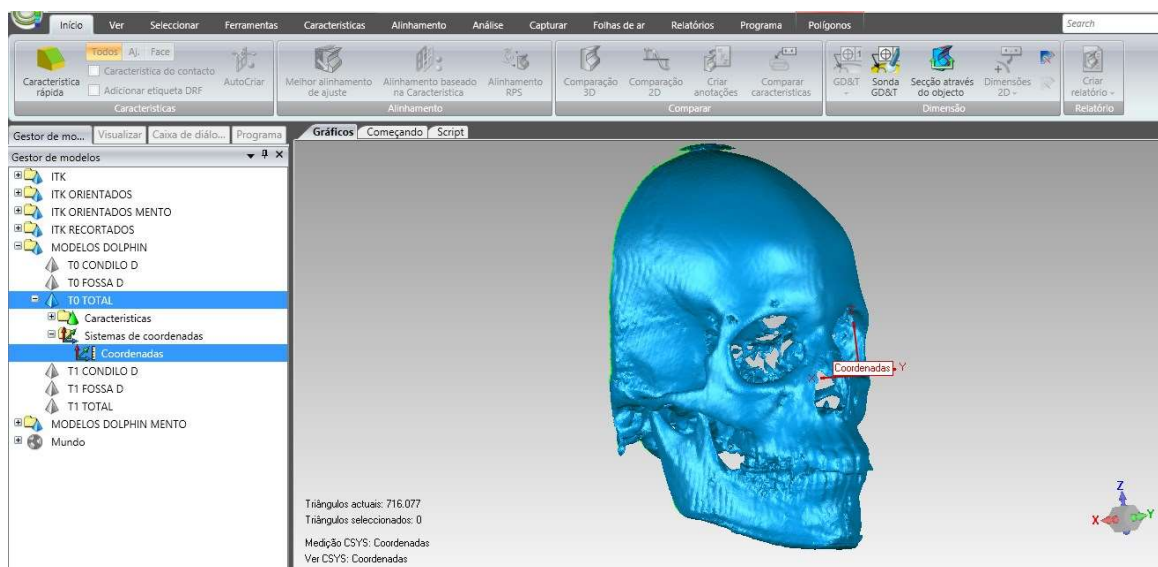 Início Ver Seleccionar Ferramentas Características Alinhamento Análise Capturar Folhas de ar Relatórios Programa Polígonos Search
Característica rápida
Todos Aj. Face
Característica do contacto
Adicionar etiqueta DRF
AutoCriar
Características
Melhor alinhamento de ajuste
Alinhamento baseado na Característica
Alinhamento RPS
Alinhamento
Comparação 3D
Comparação 2D
Criar anotações
Comparar características
Comparar
GD&T
Sonda GD&T
Secção através do objecto
Dimensões 2D
Dimensão
Criar relatório
Relatório
Gestor de mo... Visualizar Caixa de diálo... Programa
Gráficos Começando Script
Gestor de modelos
ITK
ITK ORIENTADOS
ITK ORIENTADOS MENTO
ITK RECORTADOS
MODELOS DOLPHIN
T0 CONDILO D
T0 FOSSA D
T0 TOTAL
Características
Sistemas de coordenadas
Coordenadas
T1 CONDILO D
T1 FOSSA D
T1 TOTAL
MODELOS DOLPHIN MENTO
Mundo
Coordenadas Y
X
Triângulos actuais: 716.077
Triângulos seleccionados: 0
Medição CSYS: Coordenadas
Ver CSYS: Coordenadas
Z
X Y